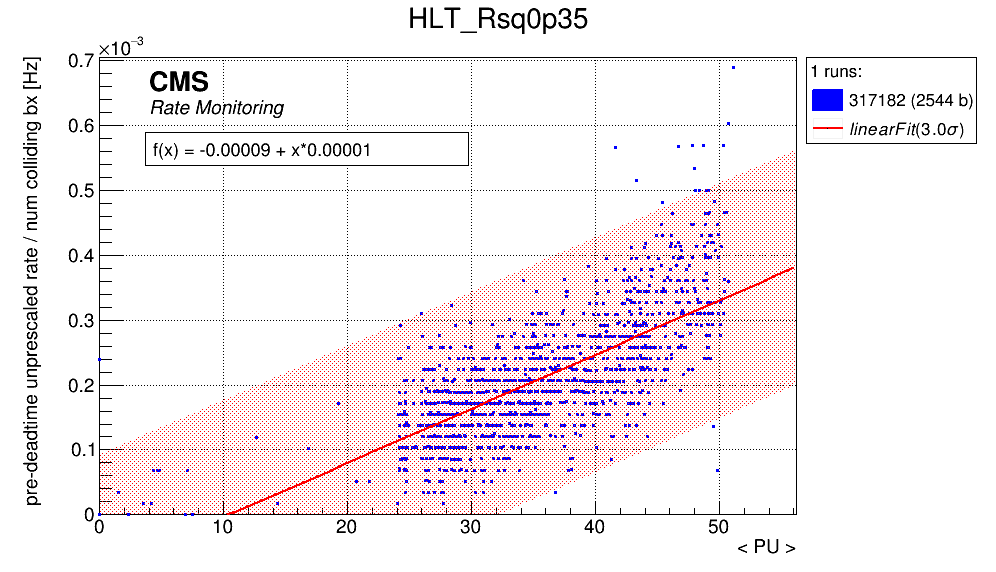 HLT_Rsq0p35
×10⁻³
pre-deadtime unprescaled rate / num colliding bx [Hz]
0.7
0.6
0.5
0.4
0.3
0.2
0.1
0
CMS
Rate Monitoring
f(x) = -0.00009 + x*0.00001
1 runs:
317182 (2544 b)
linearFit(3.0σ)
0 10 20 30 40 50
< PU >